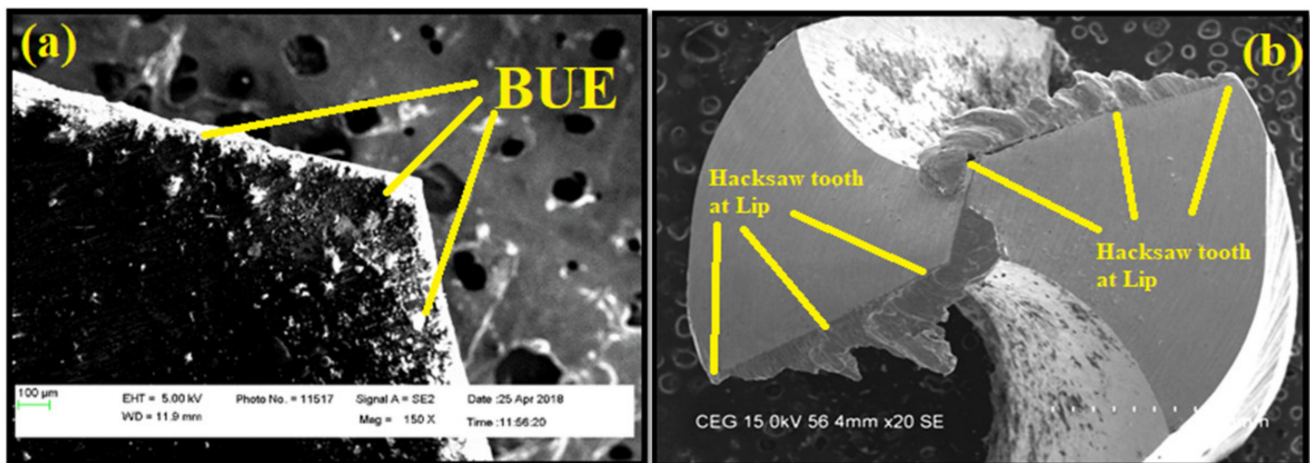 (a)
BUE
100 µm
EHT = 5.00 kV
Photo No. = 11517
Signal A = SE2
Date :25 Apr 2018
WD = 11.9 mm
Mag = 150 X
Time :11:56:20
(b)
Hacksaw tooth
at Lip
Hacksaw tooth
at Lip
CEG 15 0kV 56 4mm x20 SE